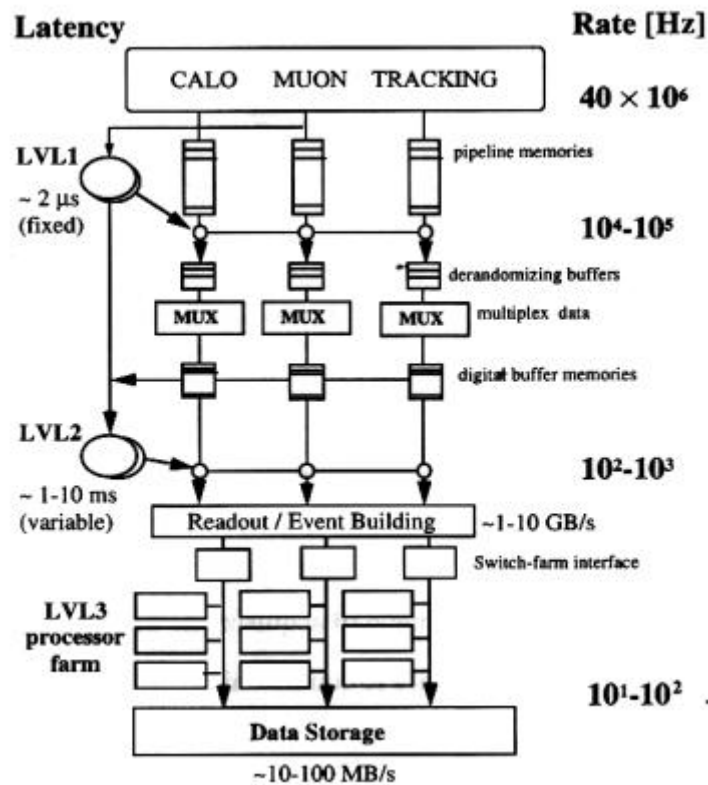 Latency
Rate [Hz]
CALO MUON TRACKING
40 × 10⁶
LVL1
pipeline memories
~ 2 µs
(fixed)
10⁴-10⁵
derandomizing buffers
MUX MUX MUX
multiplex data
digital buffer memories
LVL2
10²-10³
~ 1-10 ms
(variable)
Readout / Event Building
~1-10 GB/s
Switch-farm interface
LVL3
processor
farm
10¹-10²
Data Storage
~10-100 MB/s